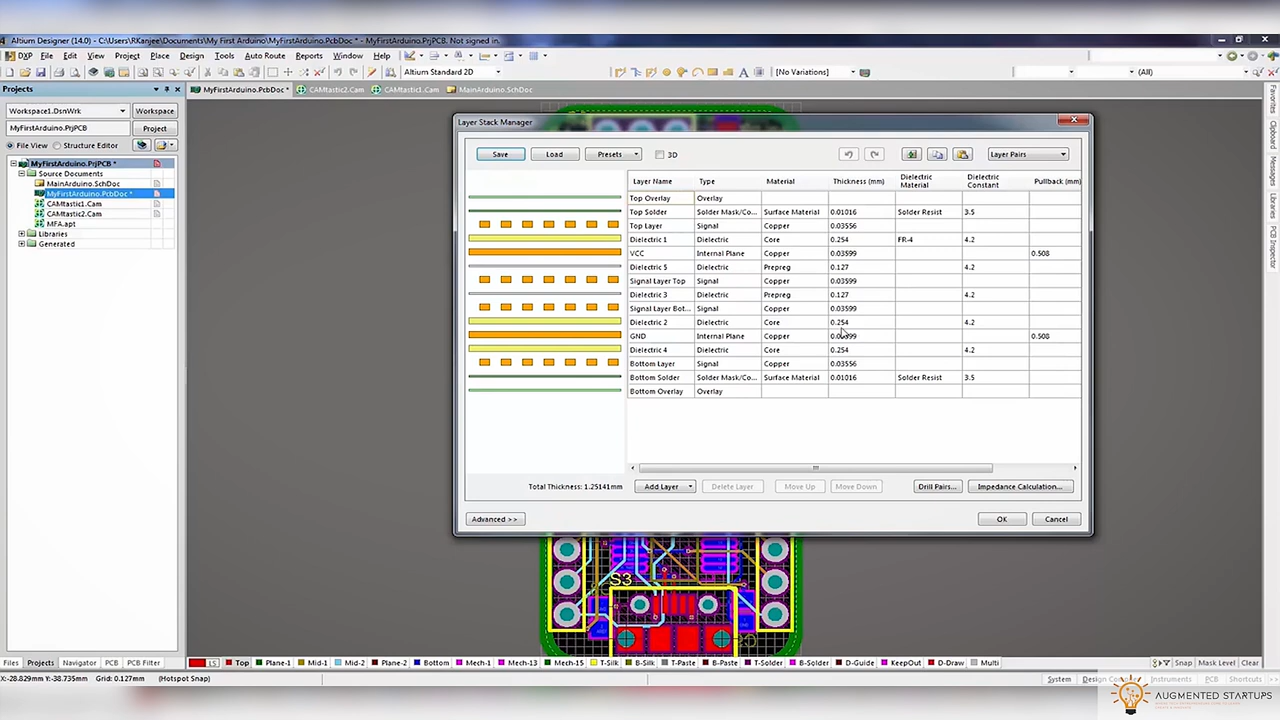 Altium Designer (14.0) - C:\Users\RKanjee\Documents\My First Arduino\MyFirstArduino.PcbDoc * - MyFirstArduino.PrjPCB. Not signed in.
DXP File Edit View Project Place Design Tools Auto Route Reports Window Help
Altium Standard 2D [No Variations] (All)
Projects
MyFirstArduino.PcbDoc * CAMtastic2.Cam CAMtastic1.Cam MainArduino.SchDoc
Workspace1.DsnWrk Workspace
MyFirstArduino.PrjPCB Project
File View Structure Editor
MyFirstArduino.PrjPCB *
Source Documents
MainArduino.SchDoc
MyFirstArduino.PcbDoc *
CAMtastic1.Cam
CAMtastic2.Cam
MFA.apt
Libraries
Generated
Layer Stack Manager
Save Load Presets 3D Layer Pairs
Layer Name Type Material Thickness (mm) Dielectric Material Dielectric Constant Pullback (mm)
Top Overlay Overlay
Top Solder Solder Mask/Co... Surface Material 0.01016 Solder Resist 3.5
Top Layer Signal Copper 0.03556
Dielectric 1 Dielectric Core 0.254 FR-4 4.2
VCC Internal Plane Copper 0.03599 0.508
Dielectric 5 Dielectric Prepreg 0.127 4.2
Signal Layer Top Signal Copper 0.03599
Dielectric 3 Dielectric Prepreg 0.127 4.2
Signal Layer Bot... Signal Copper 0.03599
Dielectric 2 Dielectric Core 0.254 4.2
GND Internal Plane Copper 0.03599 0.508
Dielectric 4 Dielectric Core 0.254 4.2
Bottom Layer Signal Copper 0.03556
Bottom Solder Solder Mask/Co... Surface Material 0.01016 Solder Resist 3.5
Bottom Overlay Overlay
Total Thickness: 1.25141mm Add Layer Delete Layer Move Up Move Down Drill Pairs... Impedance Calculation...
Advanced >> OK Cancel
S3
Favorites
Clipboard
Messages
Libraries
PCB Inspector
Files Projects Navigator PCB PCB Filter
LS Top Plane-1 Mid-1 Mid-2 Plane-2 Bottom Mech-1 Mech-13 Mech-15 T-Silk B-Silk T-Paste B-Paste T-Solder B-Solder D-Guide KeepOut D-Draw Multi
Snap Mask Level Clear
X:-28.829mm Y:-38.735mm Grid: 0.127mm (Hotspot Snap)
System Instruments PCB Shortcuts >>
AUGMENTED STARTUPS